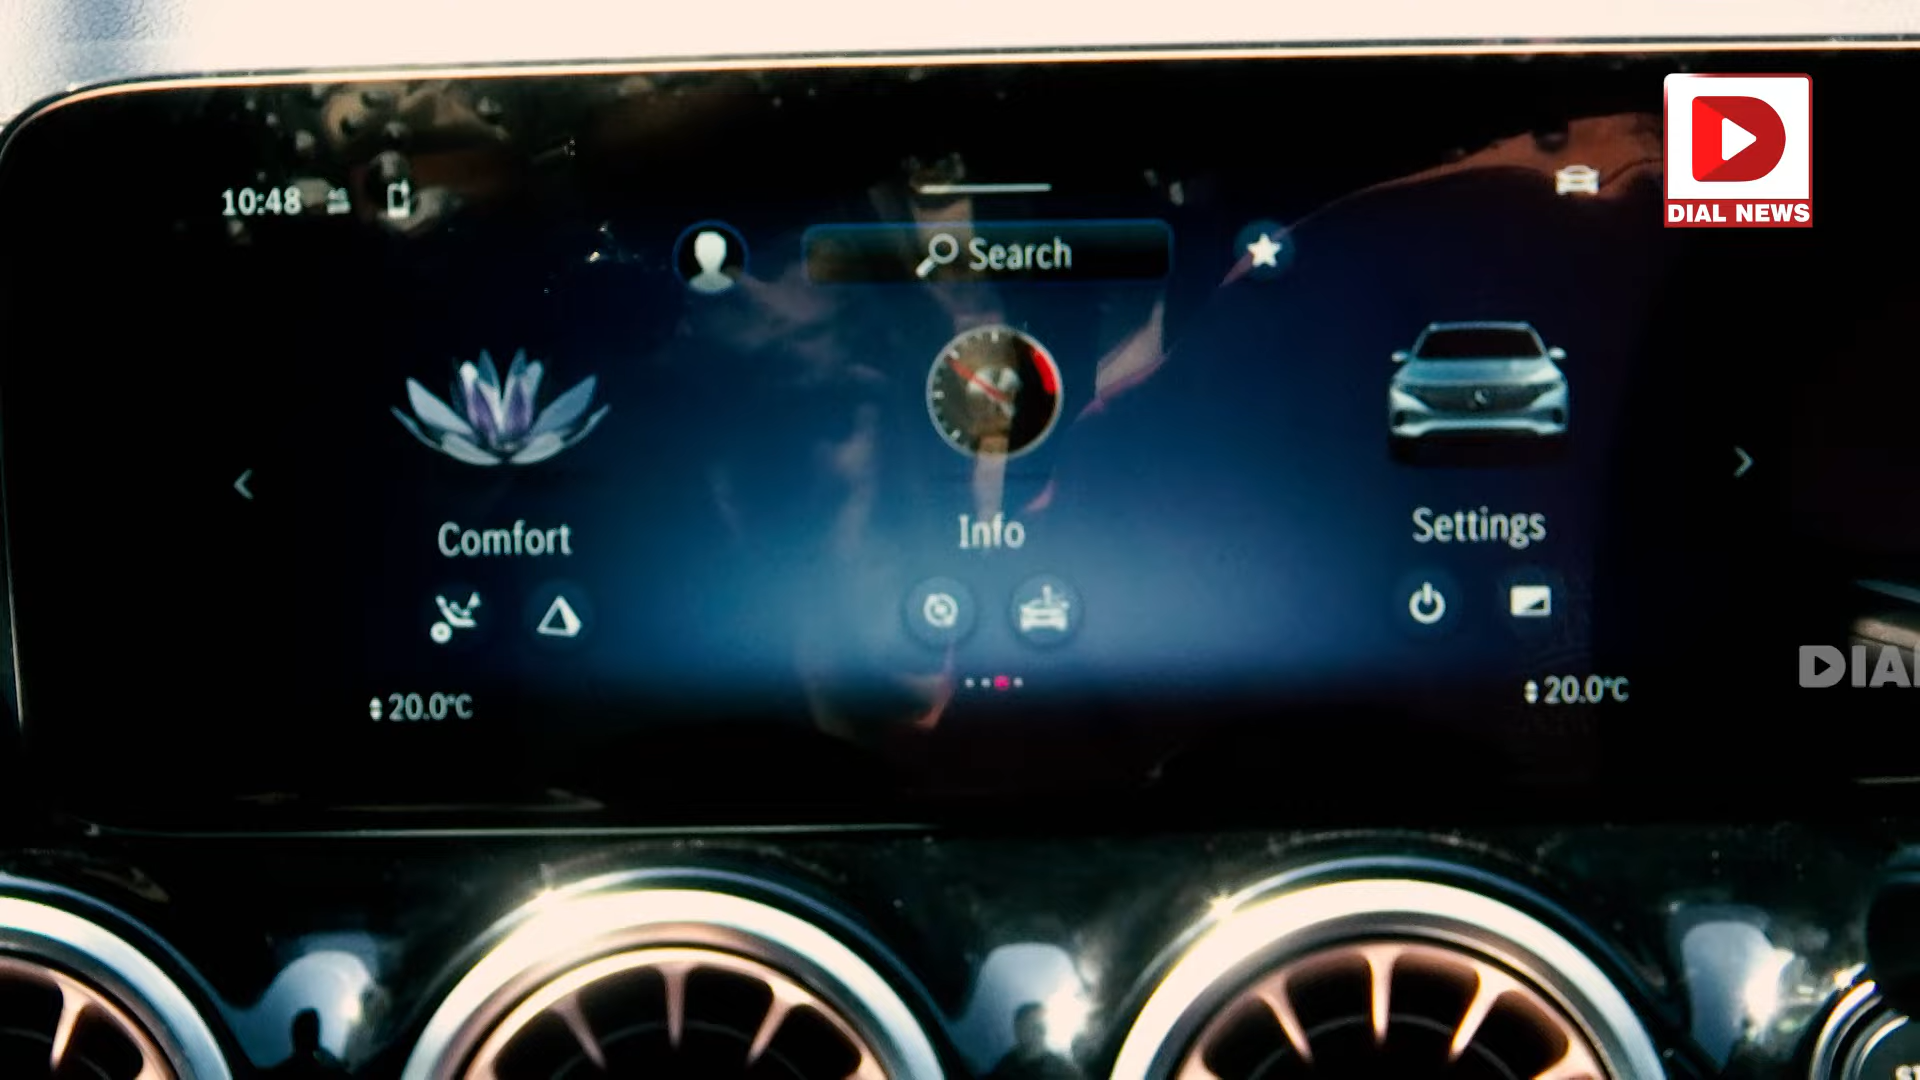 DIAL NEWS
10:48
Search
Comfort
Info
Settings
20.0°C
20.0°C
DIA